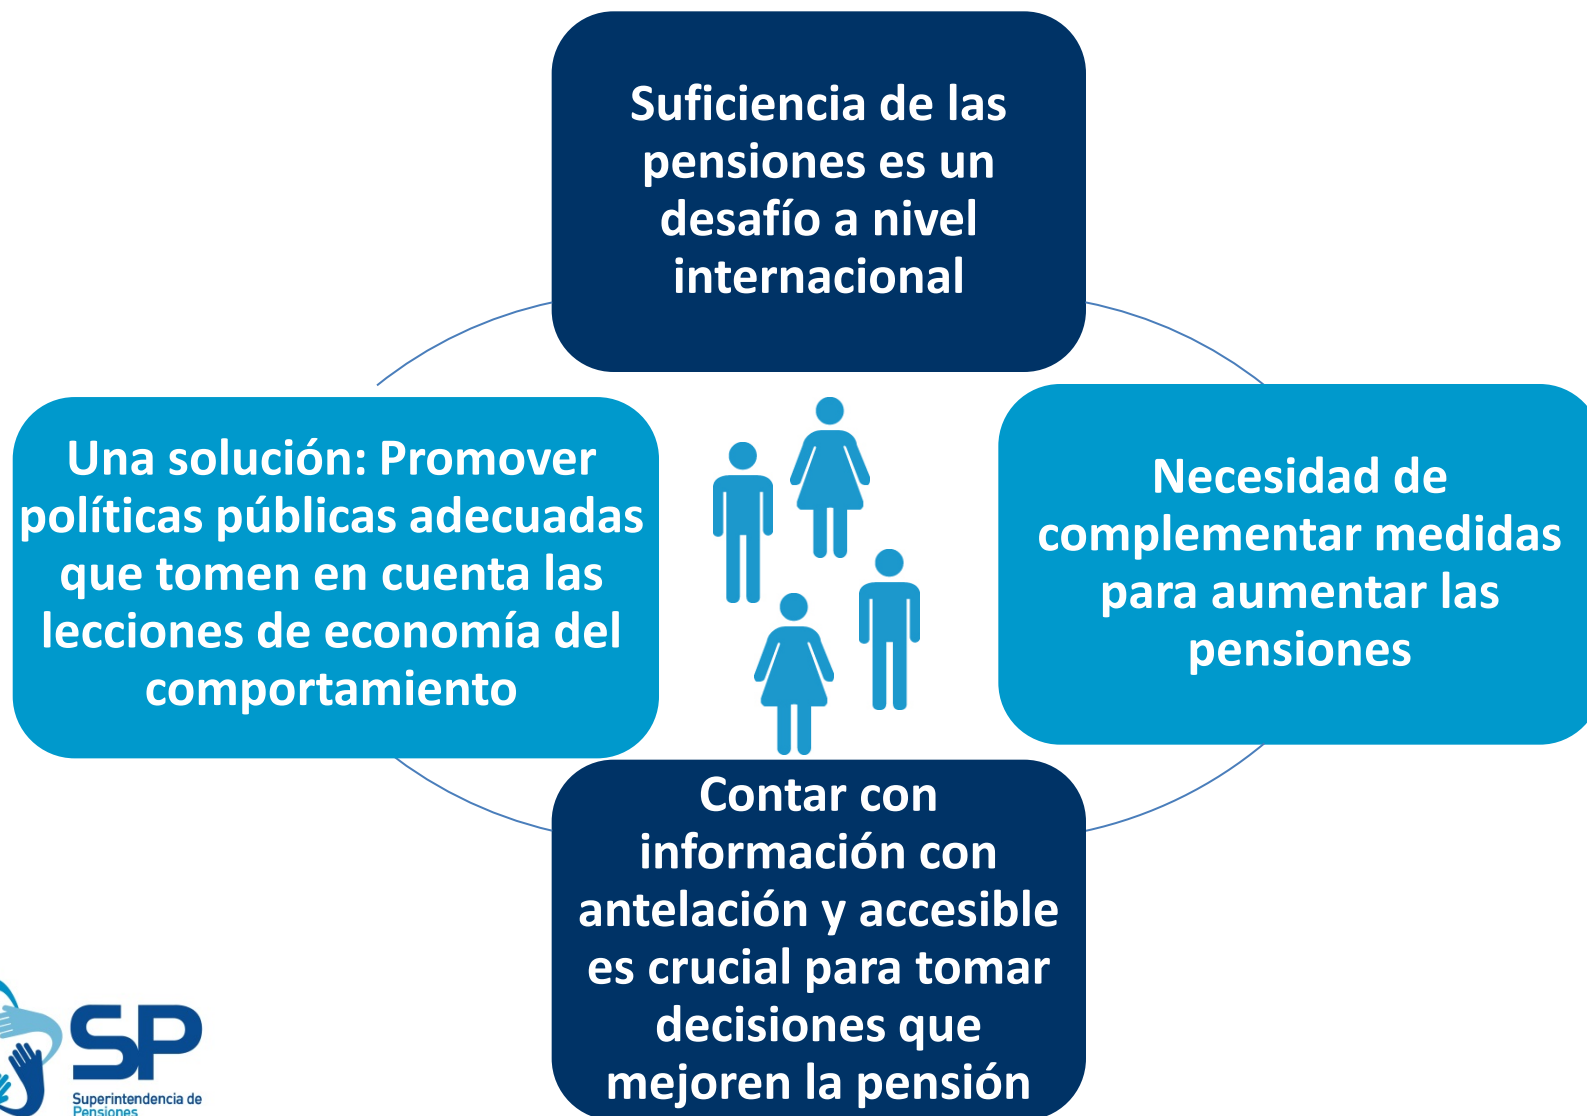 Suficiencia de las
pensiones es un
desafío a nivel
internacional
Una solución: Promover
políticas públicas adecuadas
que tomen en cuenta las
lecciones de economía del
comportamiento
Necesidad de
complementar medidas
para aumentar las
pensiones
Contar con
información con
antelación y accesible
es crucial para tomar
decisiones que
mejoren la pensión
SP
Superintendencia de
Pensiones